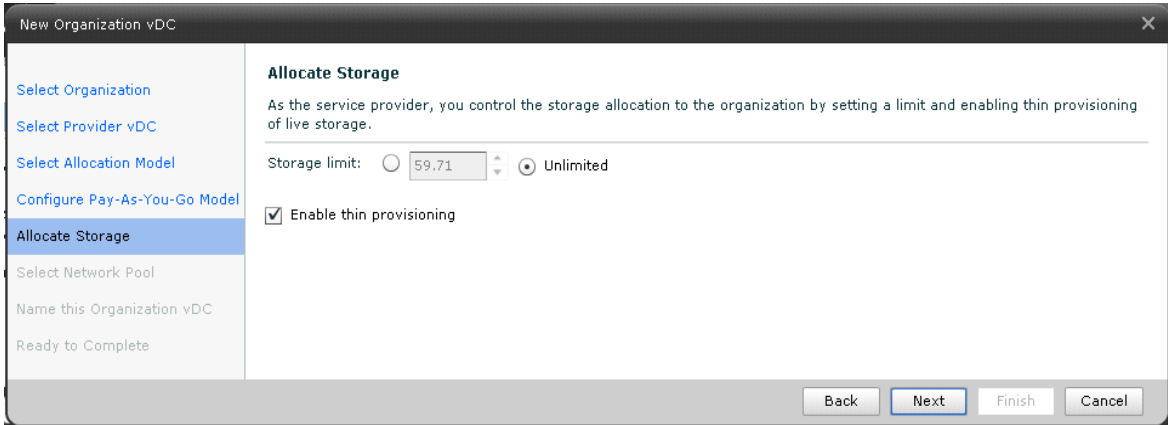 New Organization vDC
Select Organization
Select Provider vDC
Select Allocation Model
Configure Pay-As-You-Go Model
Allocate Storage
Select Network Pool
Name this Organization vDC
Ready to Complete
Allocate Storage
As the service provider, you control the storage allocation to the organization by setting a limit and enabling thin provisioning
of live storage.
Storage limit: 59.71 Unlimited
Enable thin provisioning
Back Next Finish Cancel